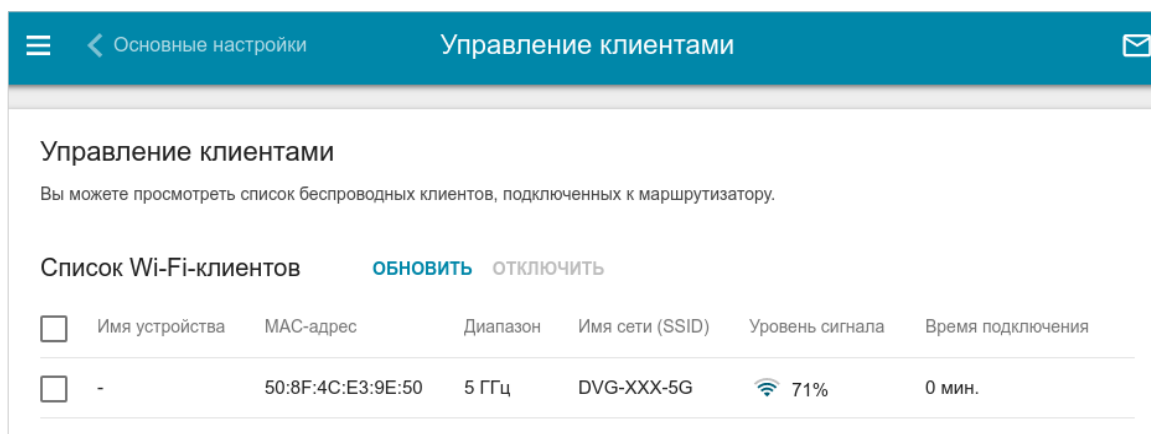 Основные настройки Управление клиентами
Управление клиентами
Вы можете просмотреть список беспроводных клиентов, подключенных к маршрутизатору.
Список Wi-Fi-клиентов ОБНОВИТЬ ОТКЛЮЧИТЬ
Имя устройства MAC-адрес Диапазон Имя сети (SSID) Уровень сигнала Время подключения
- 50:8F:4C:E3:9E:50 5 ГГц DVG-XXX-5G 71% 0 мин.